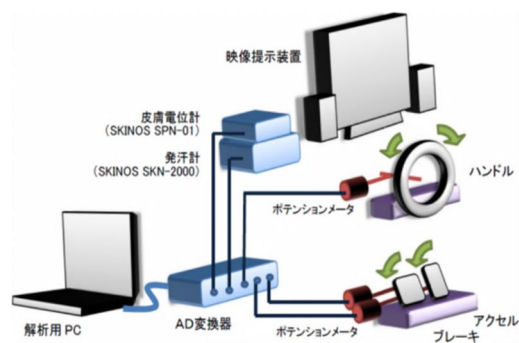 映像提示装置
皮膚電位計
(SKINOS SPN-01)
発汗計
(SKINOS SKN-2000)
ハンドル
ポテンションメータ
解析用 PC
AD変換器
ポテンションメータ
アクセル
ブレーキ